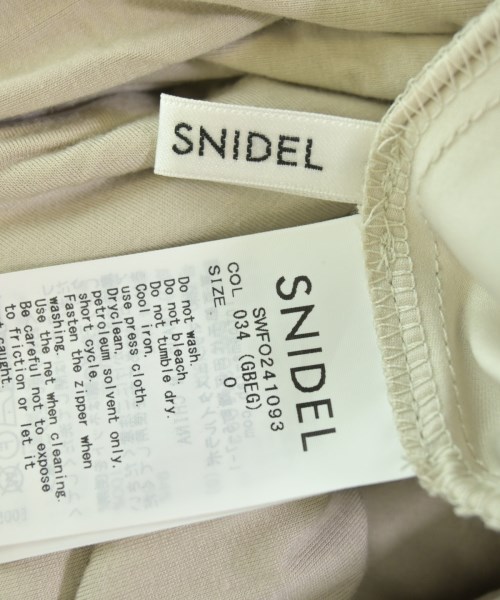 SNIDEL
SNIDEL
SWFO241093
COL. 034 (GBEG)
SIZE. 0
Do not wash.
Do not bleach.
Do not tumble dry.
Cool iron.
use press cloth.
Dryclean.
petroleum solvent only.
short cycle.
Fasten the zipper when
washing.
Use the net when cleaning.
Be careful not to expose
to friction or let it
caught.